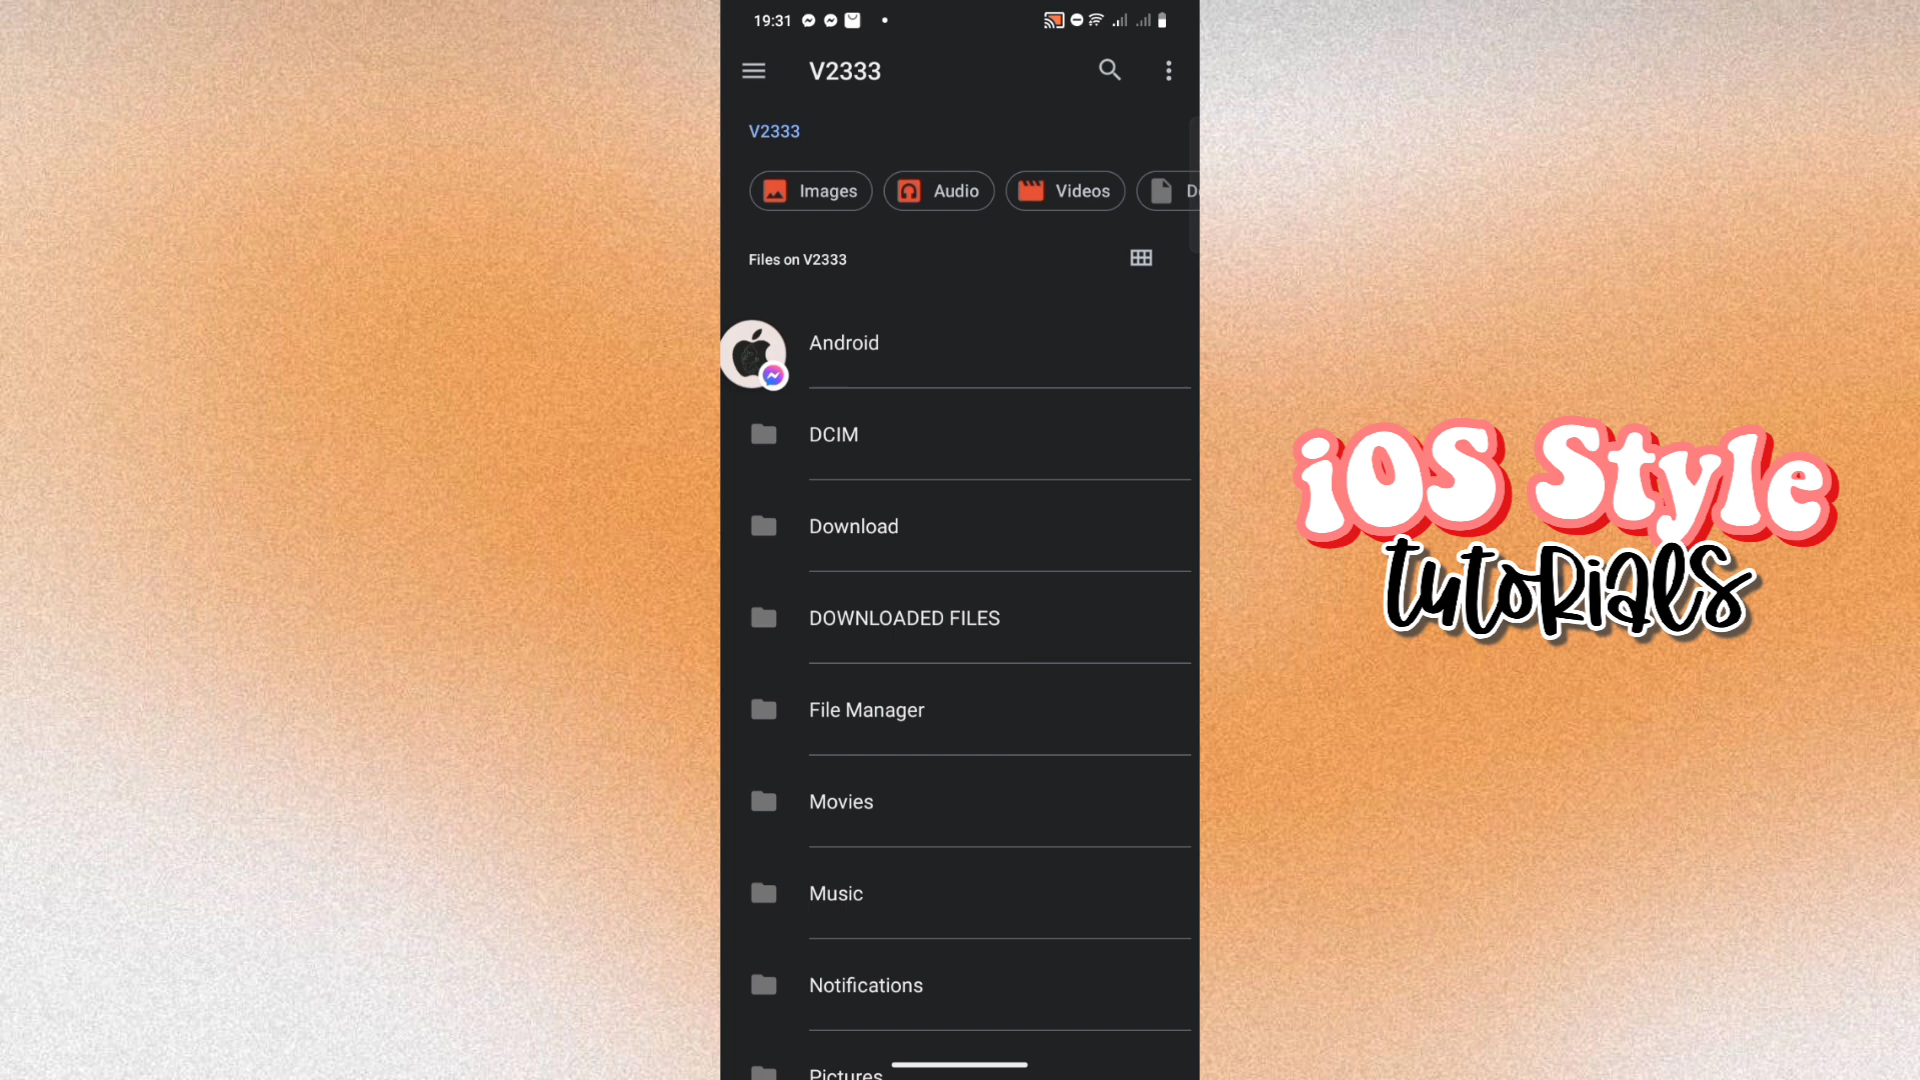 19:31
V2333
V2333
Images
Audio
Videos
Files on V2333
Android
DCIM
Download
DOWNLOADED FILES
File Manager
Movies
Music
Notifications
Pictures
iOS Style
tutorials